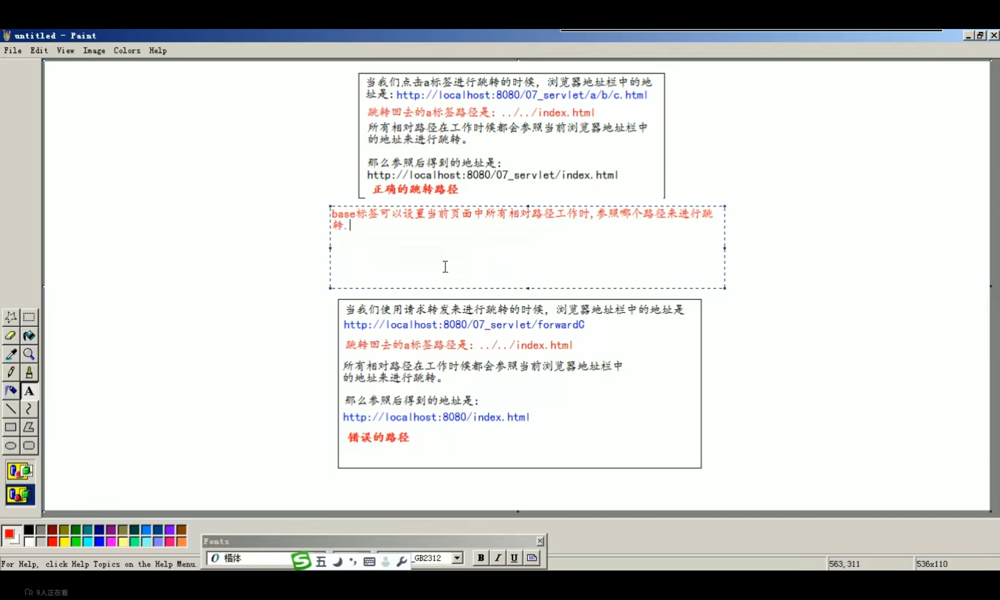 untitled - Paint
File Edit View Image Colors Help
当我们点击a标签进行跳转的时候，浏览器地址栏中的地
址是:http://localhost:8080/07_servlet/a/b/c.html
跳转回去的a标签路径是: ../../index.html
所有相对路径在工作时候都会参照当前浏览器地址栏中
的地址来进行跳转。
那么参照后得到的地址是:
http://localhost:8080/07_servlet/index.html
正确的跳转路径
base标签可以设置当前页面中所有相对路径工作时,参照哪个路径来进行跳
转.
当我们使用请求转发来进行跳转的时候，浏览器地址栏中的地址是
http://localhost:8080/07_servlet/forwardC
跳转回去的a标签路径是: ../../index.html
所有相对路径在工作时候都会参照当前浏览器地址栏中
的地址来进行跳转。
那么参照后得到的地址是:
http://localhost:8080/index.html
错误的路径
A
Fonts
O 楷体
S 五
_GB2312
B I U
For Help, click Help Topics on the Help Menu.
563,311
536x110
9人正在看